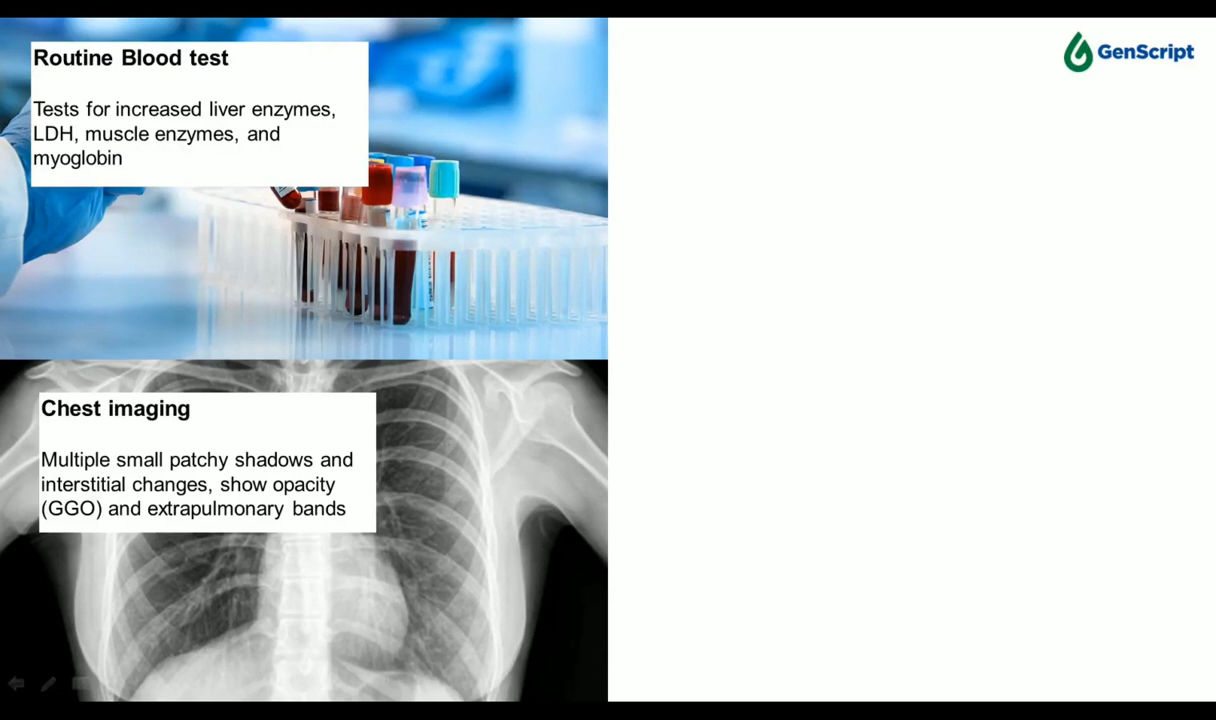 Routine Blood test
Tests for increased liver enzymes,
LDH, muscle enzymes, and
myoglobin
GenScript
Chest imaging
Multiple small patchy shadows and
interstitial changes, show opacity
(GGO) and extrapulmonary bands